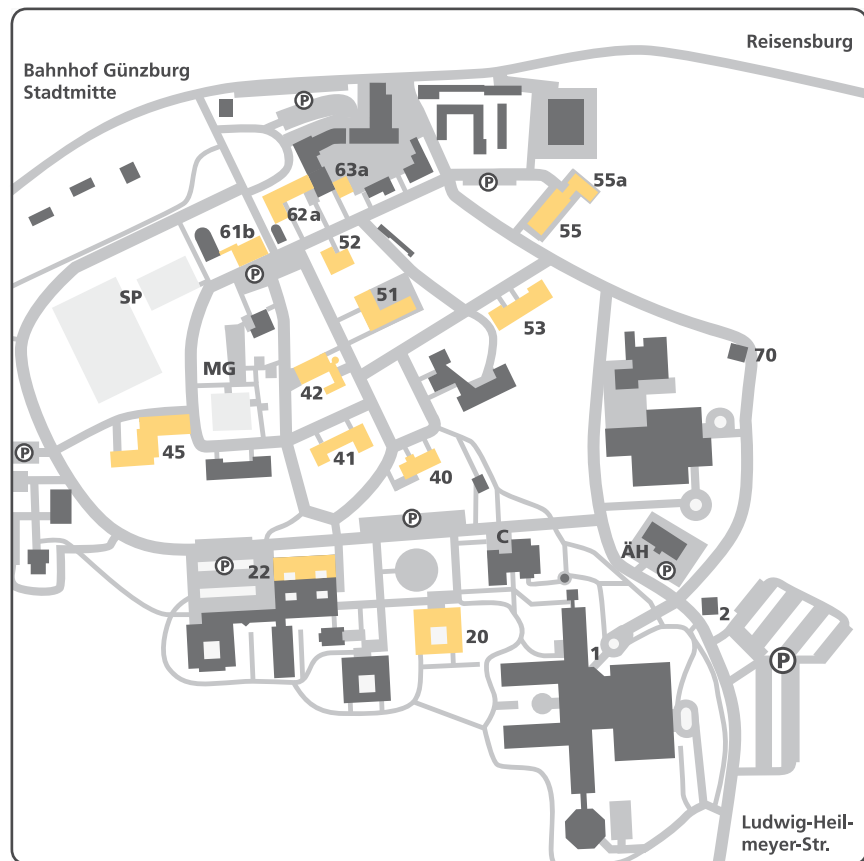 Reisensburg
Bahnhof Günzburg
Stadtmitte
P
63a
55a
P
62a
61b
52
55
P
SP
51
53
MG
70
42
45
41
40
P
P
C
ÄH
22
P
P
2
20
1
P
Ludwig-Heil-
meyer-Str.